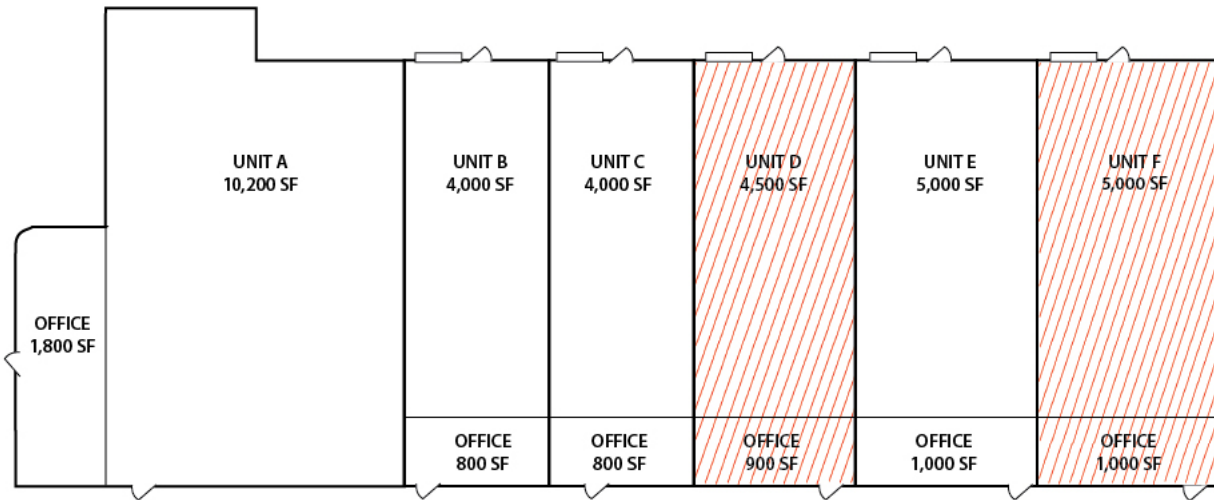 UNIT A
10,200 SF
UNIT B
4,000 SF
UNIT C
4,000 SF
UNIT D
4,500 SF
UNIT E
5,000 SF
UNIT F
5,000 SF
OFFICE
1,800 SF
OFFICE
800 SF
OFFICE
800 SF
OFFICE
900 SF
OFFICE
1,000 SF
OFFICE
1,000 SF